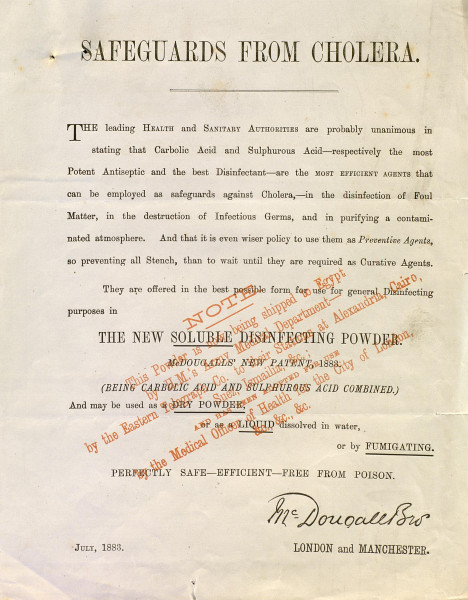 SAFEGUARDS FROM CHOLERA.
THE leading HEALTH and SANITARY AUTHORITIES are probably unanimous in
stating that Carbolic Acid and Sulphurous Acid—respectively the most
Potent Antiseptic and the best Disinfectant—are the MOST EFFICIENT AGENTS that
can be employed as safeguards against Cholera,—in the disinfection of Foul
Matter, in the destruction of Infectious Germs, and in purifying a contami-
nated atmosphere. And that it is even wiser policy to use them as Preventive Agents,
so preventing all Stench, than to wait until they are required as Curative Agents.
They are offered in the best possible form for use for general Disinfecting
purposes in
THE NEW SOLUBLE DISINFECTING POWDER.
McDOUGALLS' NEW PATENT, 1883.
(BEING CARBOLIC ACID AND SULPHUROUS ACID COMBINED.)
And may be used as a DRY POWDER;
or as a LIQUID dissolved in water,
or by FUMIGATING.
PERFECTLY SAFE—EFFICIENT—FREE FROM POISON.
McDougall Bros
JULY, 1883.
LONDON and MANCHESTER.
NOTE
This Powder is now being shipped to Egypt
by H.M's Army Medical Department—
by the Eastern Telegraph Co. to their Stations at Alexandria, Cairo,
Suez, Ismailia, &c.
AND HAS BEEN ADOPTED FOR USE
by the Medical Officer of Health for the City of London,
&c., &c., &c.